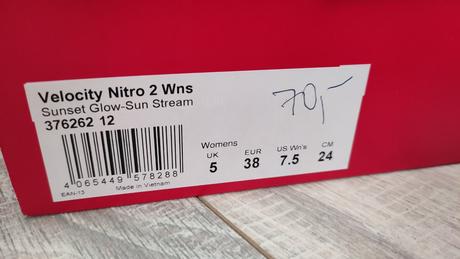 Velocity Nitro 2 Wns
Sunset Glow-Sun Stream
376262 12
70,-
Womens
UK EUR US Wn's CM
5 38 7.5 24
4 065449 578288
EAN-13 Made in Vietnam